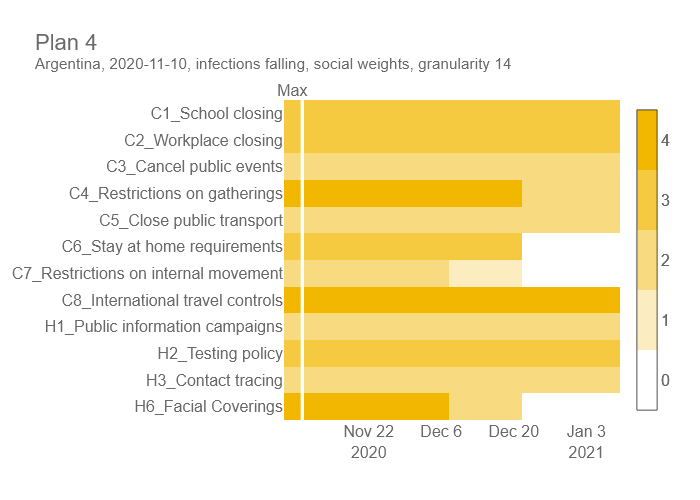 Plan 4
Argentina, 2020-11-10, infections falling, social weights, granularity 14
Max
C1_School closing
C2_Workplace closing
C3_Cancel public events
C4_Restrictions on gatherings
C5_Close public transport
C6_Stay at home requirements
C7_Restrictions on internal movement
C8_International travel controls
H1_Public information campaigns
H2_Testing policy
H3_Contact tracing
H6_Facial Coverings
Nov 22 Dec 6 Dec 20 Jan 3
2020 2021
4
3
2
1
0